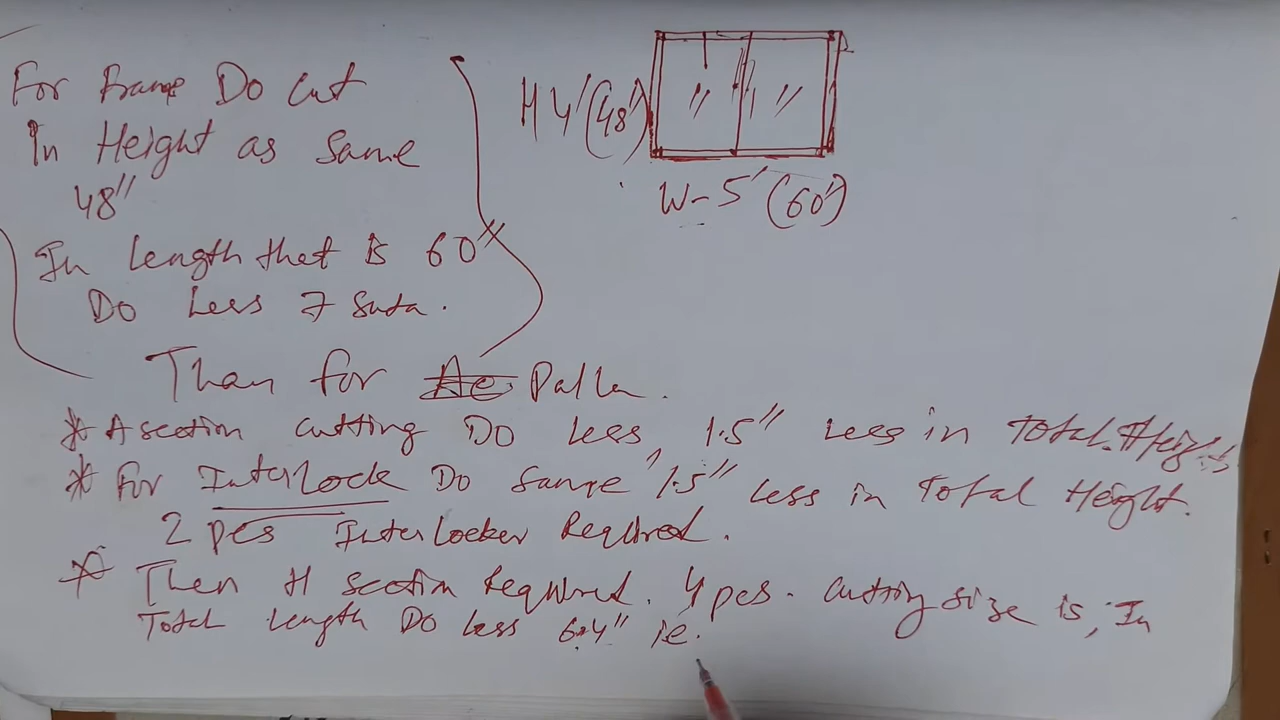 For Frame Do Cut
In Height as Same
48"
In Length that is 60"
Do Less 7 Suta.
H 4'(48")
W- 5' (60")
Than for Palla.
* A section cutting Do Less, 1.5" Less in Total Height
* For InterLock Do Same 1.5" Less in Total Height.
2 pcs InterLocker Required.
* Then H section Required. 4 pcs. cutting size is, In
Total Length Do Less 6.4" ie.